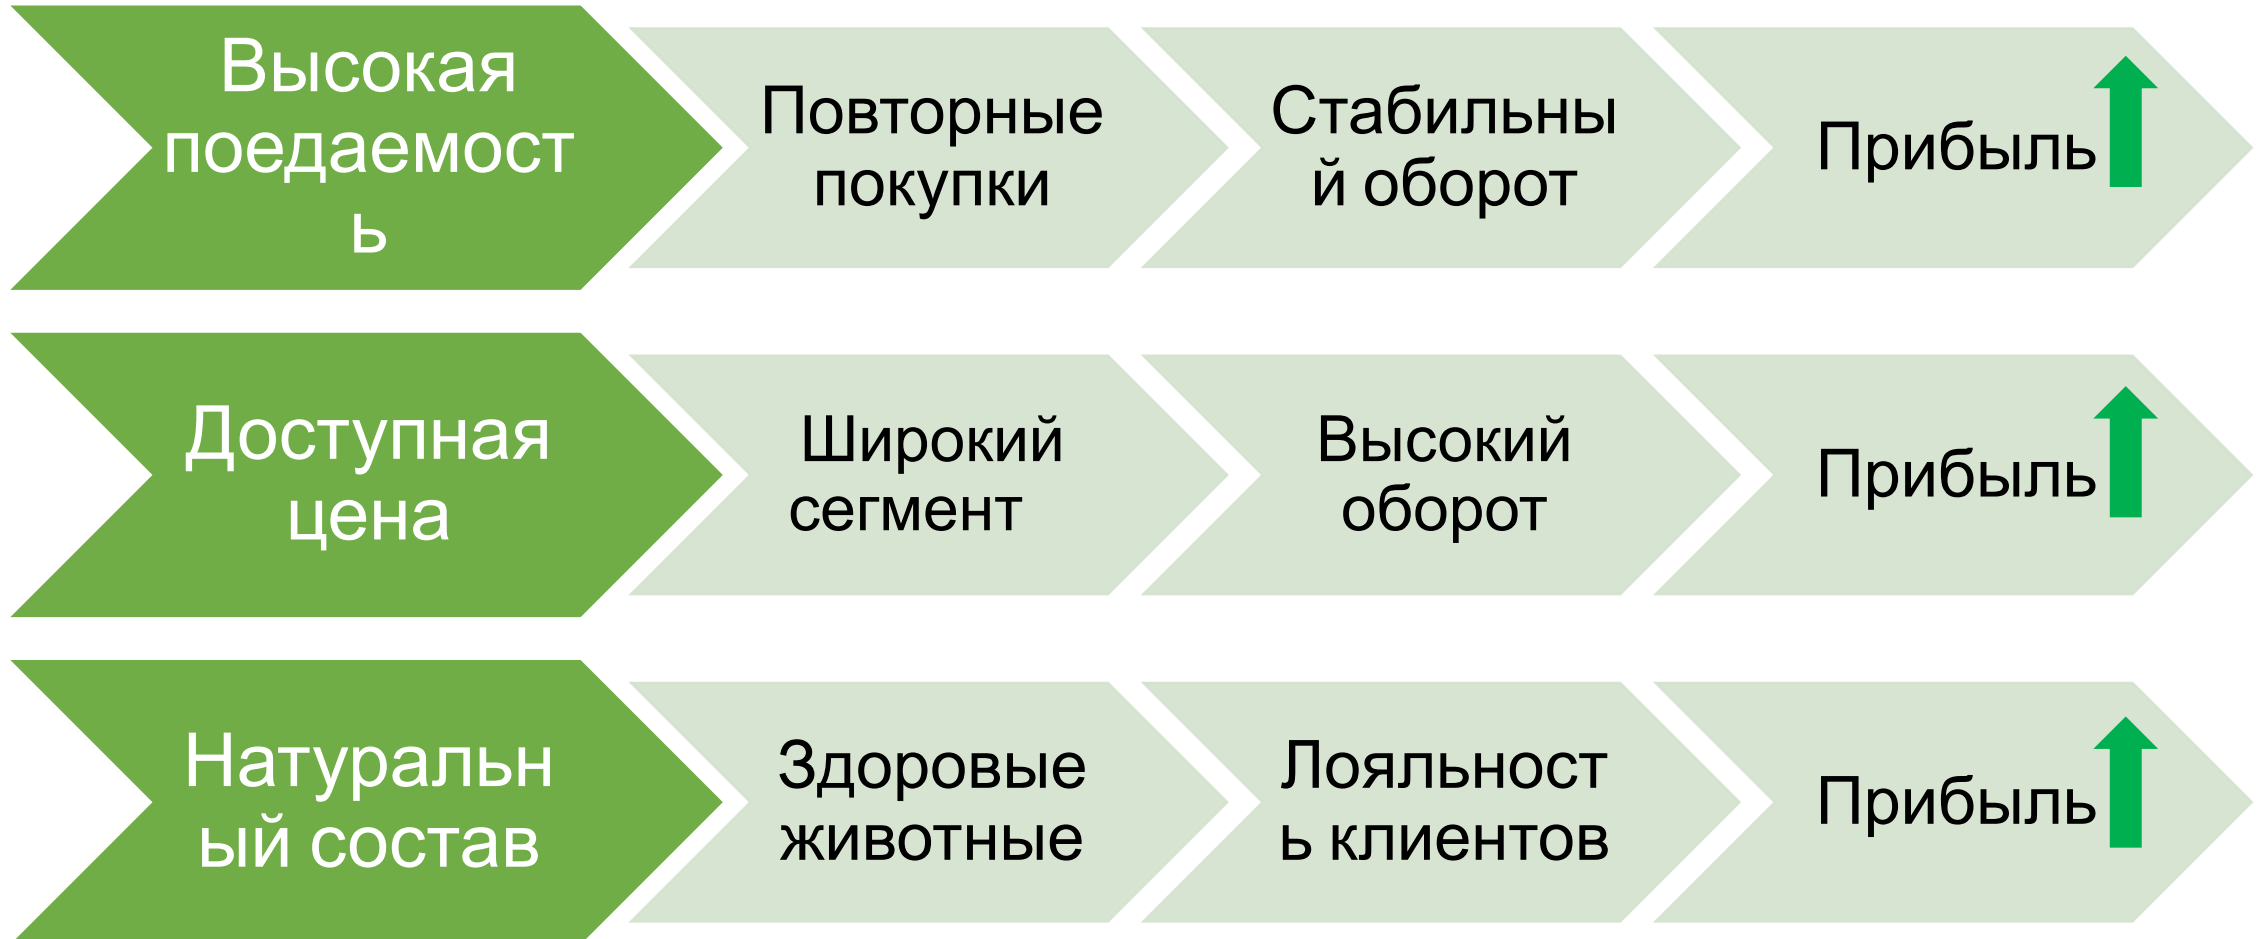 Высокая
поедаемост
ь
Повторные
покупки
Стабильны
й оборот
Прибыль
Доступная
цена
Широкий
сегмент
Высокий
оборот
Прибыль
Натуральн
ый состав
Здоровые
животные
Лояльност
ь клиентов
Прибыль